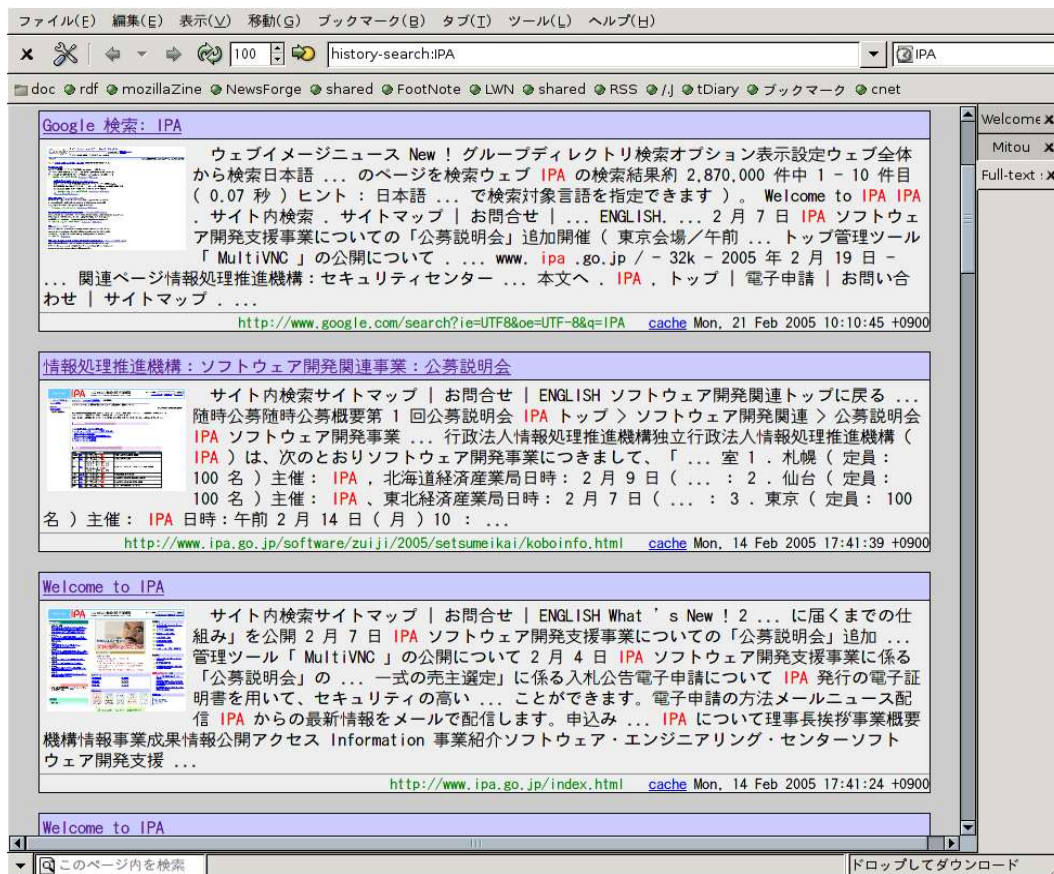 ファイル(F) 編集(E) 表示(V) 移動(G) ブックマーク(B) タブ(T) ツール(L) ヘルプ(H)
100 history-search:IPA IPA
doc rdf mozillaZine NewsForge shared FootNote LWN shared RSS /.J tDiary ブックマーク cnet
Welcome
Mitou
Full-text :
Google 検索: IPA
ウェブイメージニュース New ! グループディレクトリ検索オプション表示設定ウェブ全体
から検索日本語 ... のページを検索ウェブ IPA の検索結果約 2,870,000 件中 1 - 10 件目
( 0.07 秒 ) ヒント : 日本語 ... で検索対象言語を指定できます ) 。 Welcome to IPA IPA
. サイト内検索 . サイトマップ | お問合せ | ... ENGLISH. ... 2 月 7 日 IPA ソフトウェ
ア開発支援事業についての「公募説明会」追加開催 ( 東京会場／午前 ... トップ管理ツール
「 MultiVNC 」の公開について . ... www. ipa .go.jp / - 32k - 2005 年 2 月 19 日 -
... 関連ページ情報処理推進機構：セキュリティセンター ... 本文へ . IPA . トップ | 電子申請 | お問い合
わせ | サイトマップ . ...
http://www.google.com/search?ie=UTF8&oe=UTF-8&q=IPA cache Mon, 21 Feb 2005 10:10:45 +0900
情報処理推進機構：ソフトウェア開発関連事業：公募説明会
サイト内検索サイトマップ | お問合せ | ENGLISH ソフトウェア開発関連トップに戻る ...
随時公募随時公募概要第 1 回公募説明会 IPA トップ > ソフトウェア開発関連 > 公募説明会
IPA ソフトウェア開発事業 ... 行政法人情報処理推進機構独立行政法人情報処理推進機構 (
IPA ) は、次のとおりソフトウェア開発事業につきまして、「 ... 室 1 . 札幌 ( 定員：
100 名 ) 主催： IPA , 北海道経済産業局日時： 2 月 9 日 ( ... : 2 . 仙台 ( 定員：
100 名 ) 主催： IPA 、東北経済産業局日時： 2 月 7 日 ( ... : 3 . 東京 ( 定員： 100
名 ) 主催： IPA 日時：午前 2 月 14 日 ( 月 ) 10 : ...
http://www.ipa.go.jp/software/zuiji/2005/setsumeikai/koboinfo.html cache Mon, 14 Feb 2005 17:41:39 +0900
Welcome to IPA
サイト内検索サイトマップ | お問合せ | ENGLISH What ' s New ! 2 ... に届くまでの仕
組み」を公開 2 月 7 日 IPA ソフトウェア開発支援事業についての「公募説明会」追加 ...
管理ツール「 MultiVNC 」の公開について 2 月 4 日 IPA ソフトウェア開発支援事業に係る
「公募説明会」の ... 一式の売主選定」に係る入札公告電子申請について IPA 発行の電子証
明書を用いて、セキュリティの高い ... ことができます。電子申請の方法メールニュース配
信 IPA からの最新情報をメールで配信します。申込み ... IPA について理事長挨拶事業概要
機構情報事業成果情報公開アクセス Information 事業紹介ソフトウェア・エンジニアリング・センターソフト
ウェア開発支援 ...
http://www.ipa.go.jp/index.html cache Mon, 14 Feb 2005 17:41:24 +0900
Welcome to IPA
このページ内を検索 ドロップしてダウンロード